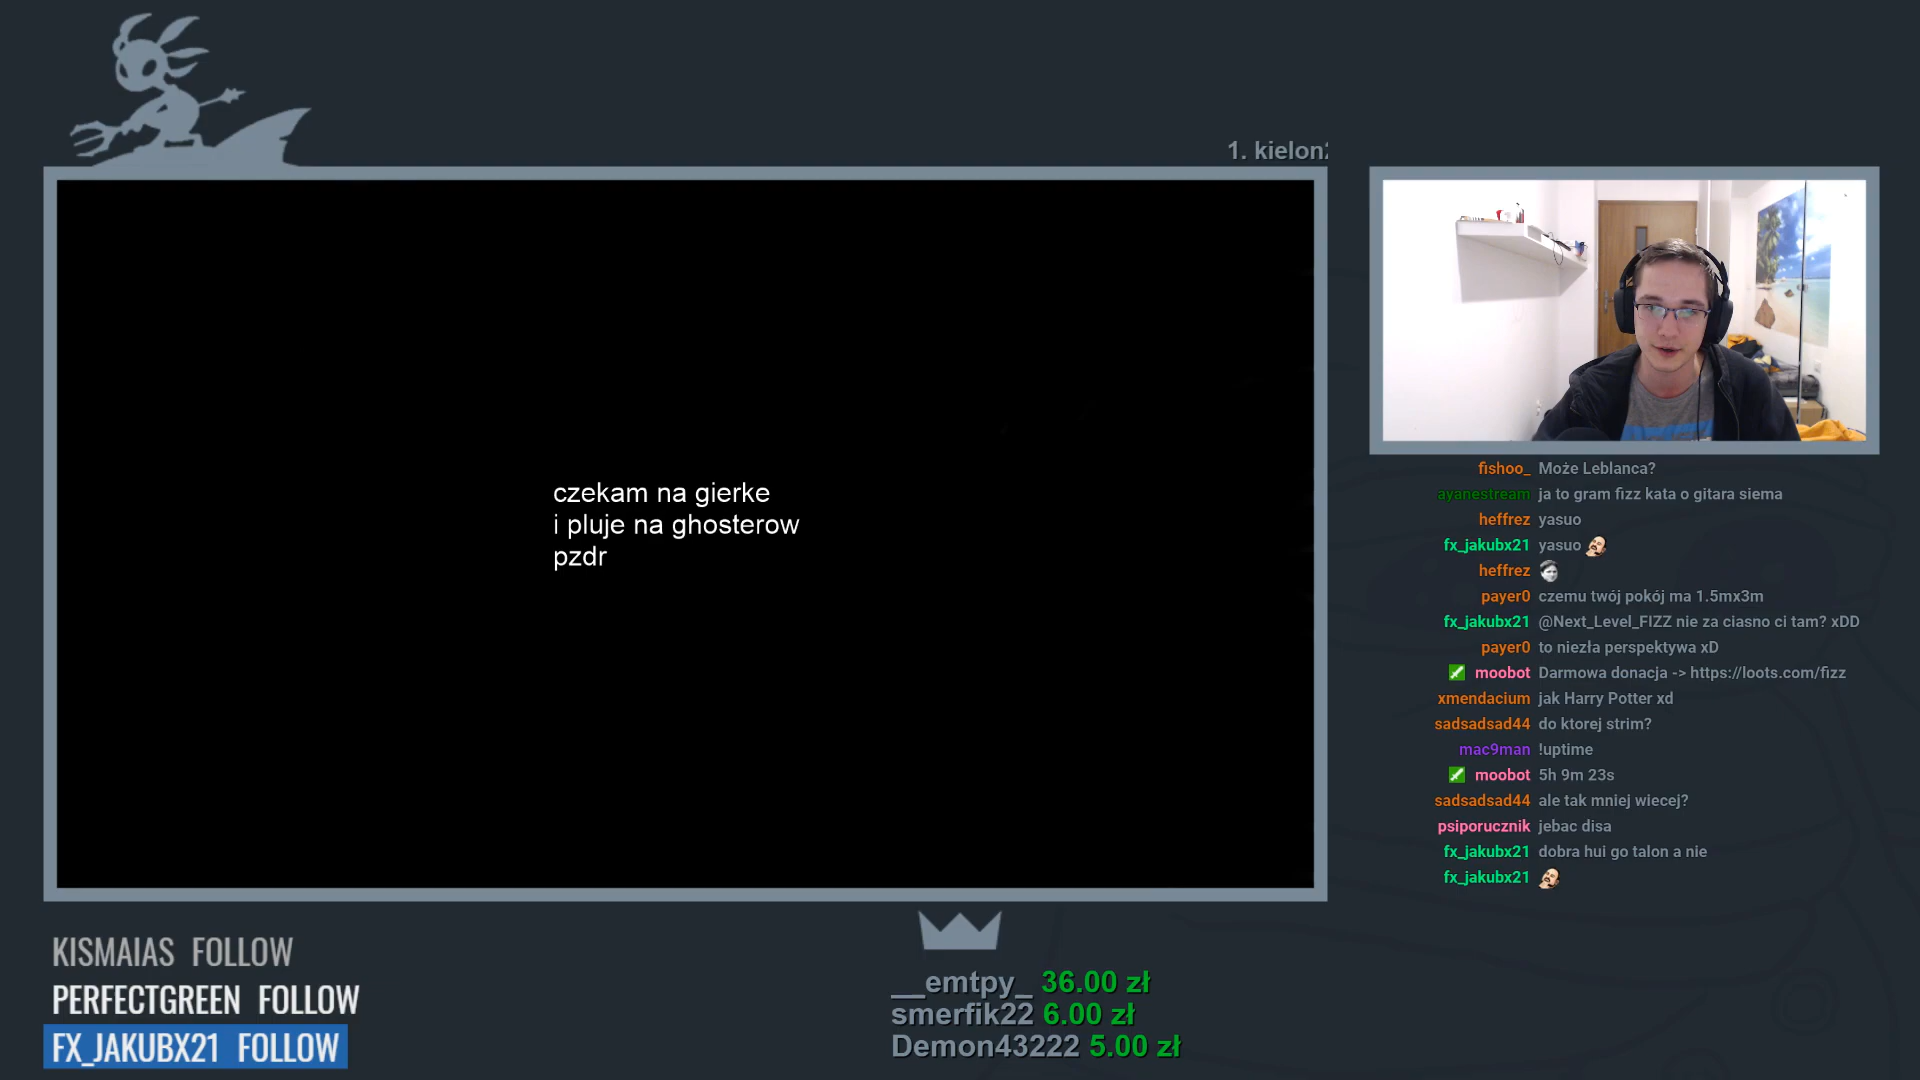 1. kielon
czekam na gierke
i pluje na ghosterow
pzdr
fishoo_ Może Leblanca?
ayanestream ja to gram fizz kata o gitara siema
heffrez yasuo
fx_jakubx21 yasuo
heffrez
payer0 czemu twój pokój ma 1.5mx3m
fx_jakubx21 @Next_Level_FIZZ nie za ciasno ci tam? xDD
payer0 to niezła perspektywa xD
moobot Darmowa donacja -> https://loots.com/fizz
xmendacium jak Harry Potter xd
sadsadsad44 do ktorej strim?
mac9man !uptime
moobot 5h 9m 23s
sadsadsad44 ale tak mniej wiecej?
psiporucznik jebac disa
fx_jakubx21 dobra hui go talon a nie
fx_jakubx21
KISMAIAS FOLLOW
PERFECTGREEN FOLLOW
FX_JAKUBX21 FOLLOW
__emtpy_ 36.00 zł
smerfik22 6.00 zł
Demon43222 5.00 zł